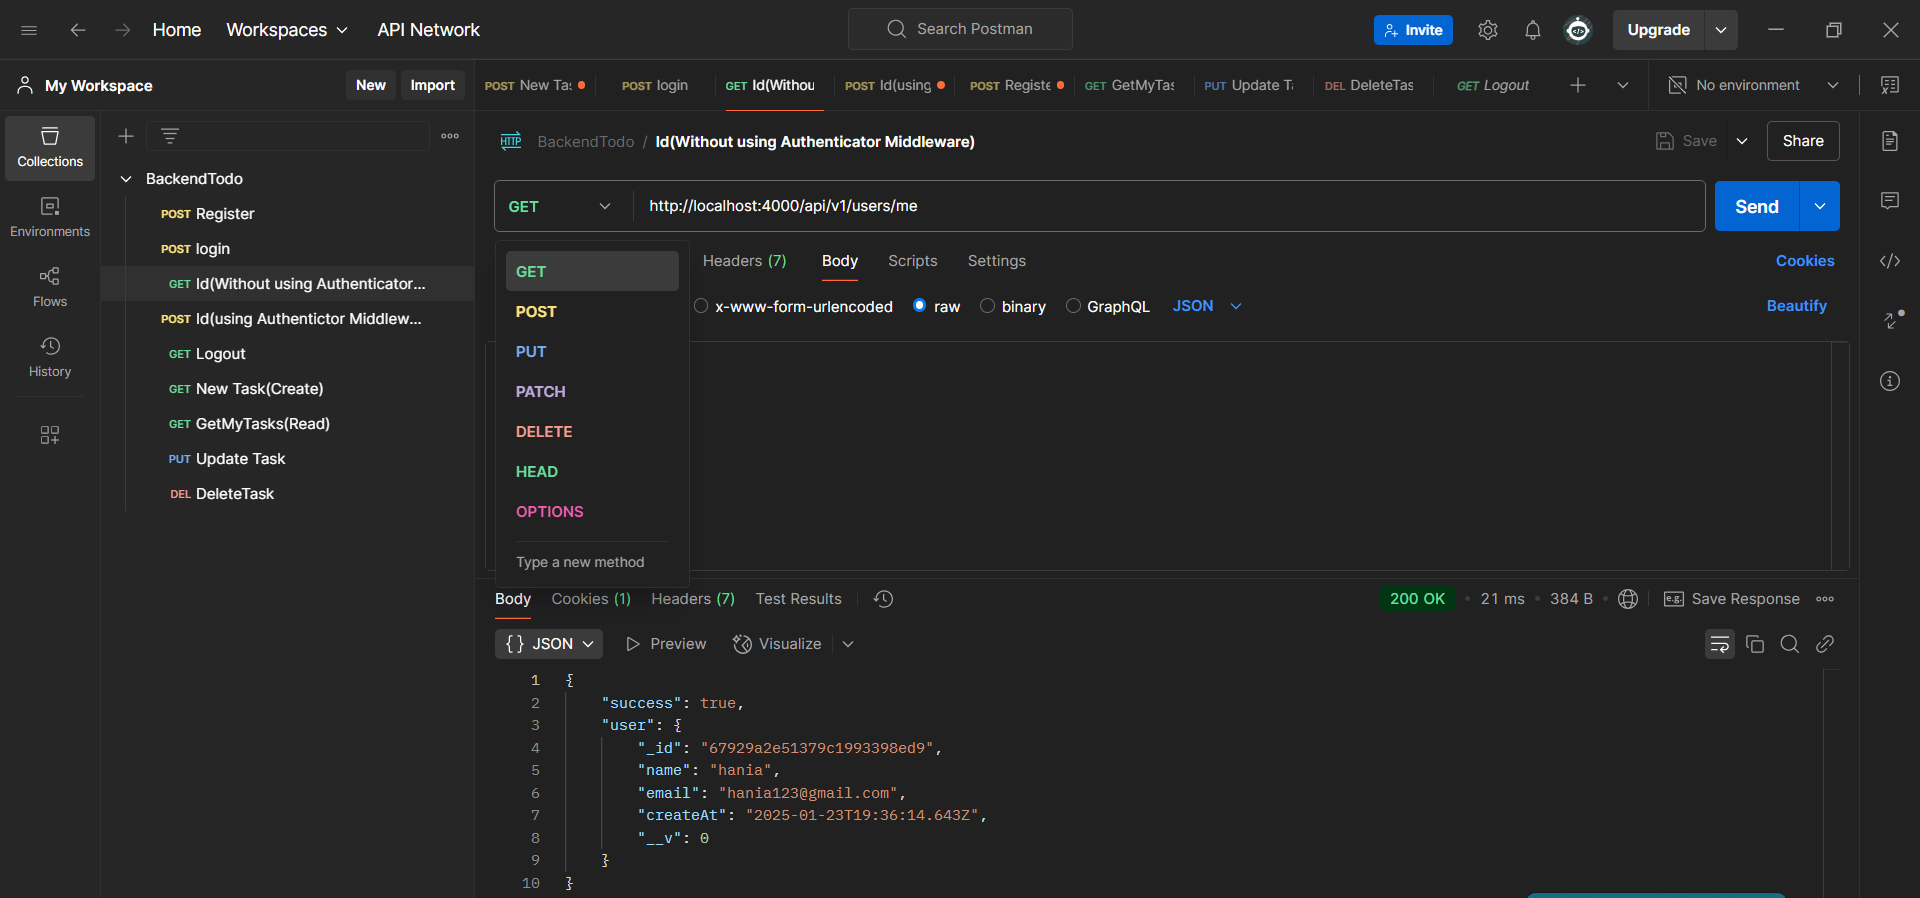 Home Workspaces API Network Search Postman Invite Upgrade
My Workspace New Import
POST New Tas POST login GET Id(Withou POST Id(using POST Registe GET GetMyTas PUT Update Ta DEL DeleteTas GET Logout No environment
Collections
Environments
Flows
History
BackendTodo
POST Register
POST login
GET Id(Without using Authenticator...
POST Id(using Authentictor Middlew...
GET Logout
GET New Task(Create)
GET GetMyTasks(Read)
PUT Update Task
DEL DeleteTask
HTTP BackendTodo / Id(Without using Authenticator Middleware) Save Share
GET http://localhost:4000/api/v1/users/me Send
Headers (7) Body Scripts Settings Cookies
x-www-form-urlencoded raw binary GraphQL JSON Beautify
GET
POST
PUT
PATCH
DELETE
HEAD
OPTIONS
Type a new method
Body Cookies (1) Headers (7) Test Results 200 OK • 21 ms • 384 B • e.g. Save Response
{} JSON Preview Visualize
1 {
2 "success": true,
3 "user": {
4 "_id": "67929a2e51379c1993398ed9",
5 "name": "hania",
6 "email": "hania123@gmail.com",
7 "createAt": "2025-01-23T19:36:14.643Z",
8 "__v": 0
9 }
10 }